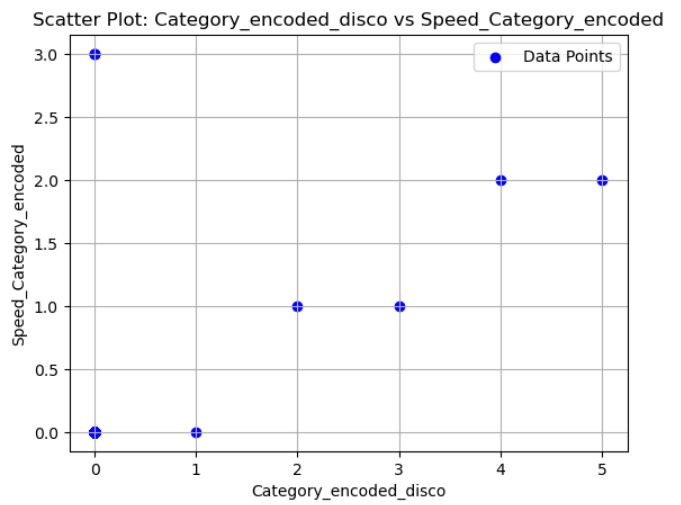 Scatter Plot: Category_encoded_disco vs Speed_Category_encoded
Data Points
Speed_Category_encoded
3.0
2.5
2.0
1.5
1.0
0.5
0.0
0 1 2 3 4 5
Category_encoded_disco